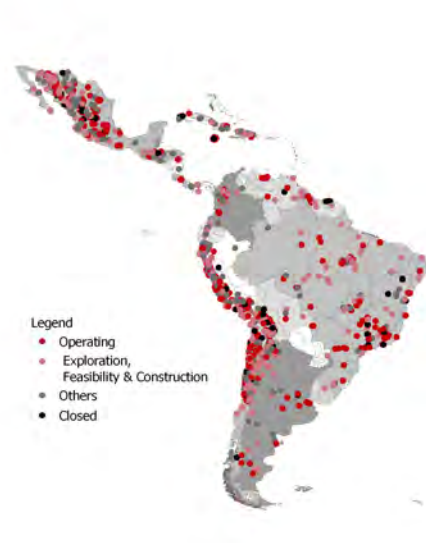 Legend
Operating
Exploration,
Feasibility & Construction
Others
Closed